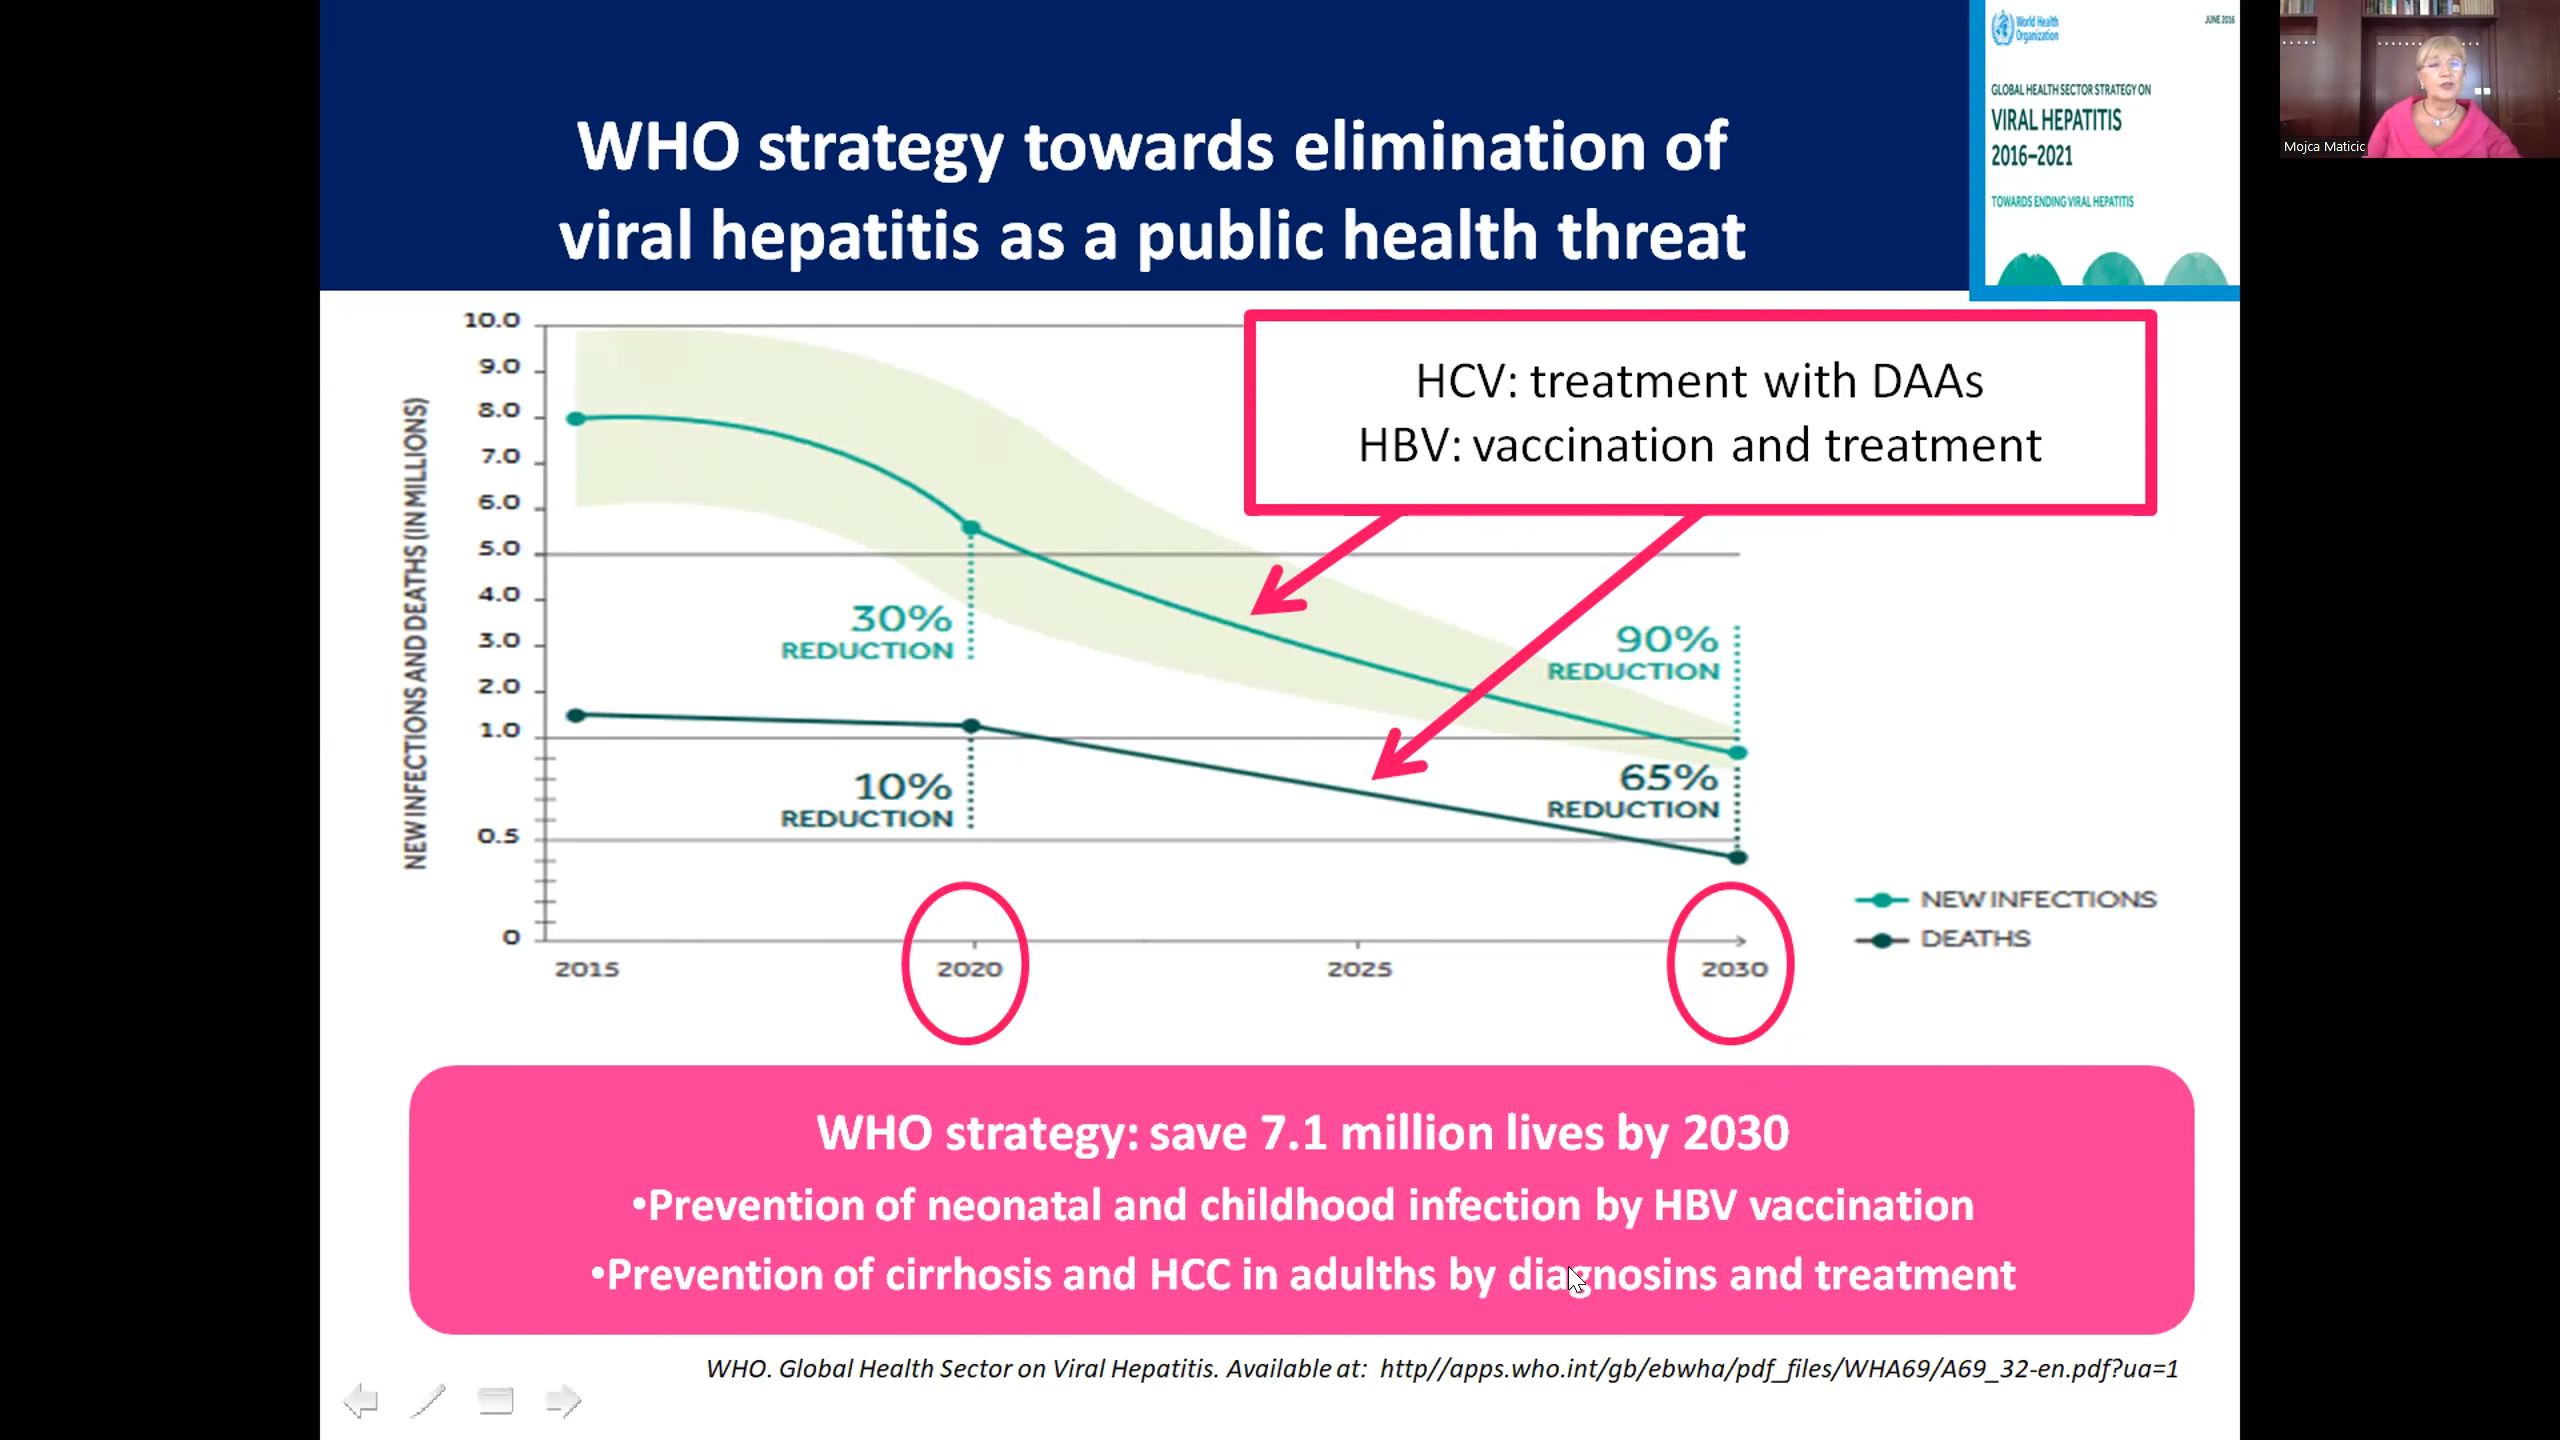 WHO strategy towards elimination of
viral hepatitis as a public health threat
World Health
Organization
JUNE 2016
GLOBAL HEALTH SECTOR STRATEGY ON
VIRAL HEPATITIS
2016–2021
TOWARDS ENDING VIRAL HEPATITIS
Mojca Maticic
NEW INFECTIONS AND DEATHS (IN MILLIONS)
10.0
9.0
8.0
7.0
6.0
5.0
4.0
3.0
2.0
1.0
0.5
0
HCV: treatment with DAAs
HBV: vaccination and treatment
30%
REDUCTION
90%
REDUCTION
10%
REDUCTION
65%
REDUCTION
2015
2020
2025
2030
NEW INFECTIONS
DEATHS
WHO strategy: save 7.1 million lives by 2030
•Prevention of neonatal and childhood infection by HBV vaccination
•Prevention of cirrhosis and HCC in adulths by diagnosins and treatment
WHO. Global Health Sector on Viral Hepatitis. Available at: http//apps.who.int/gb/ebwha/pdf_files/WHA69/A69_32-en.pdf?ua=1